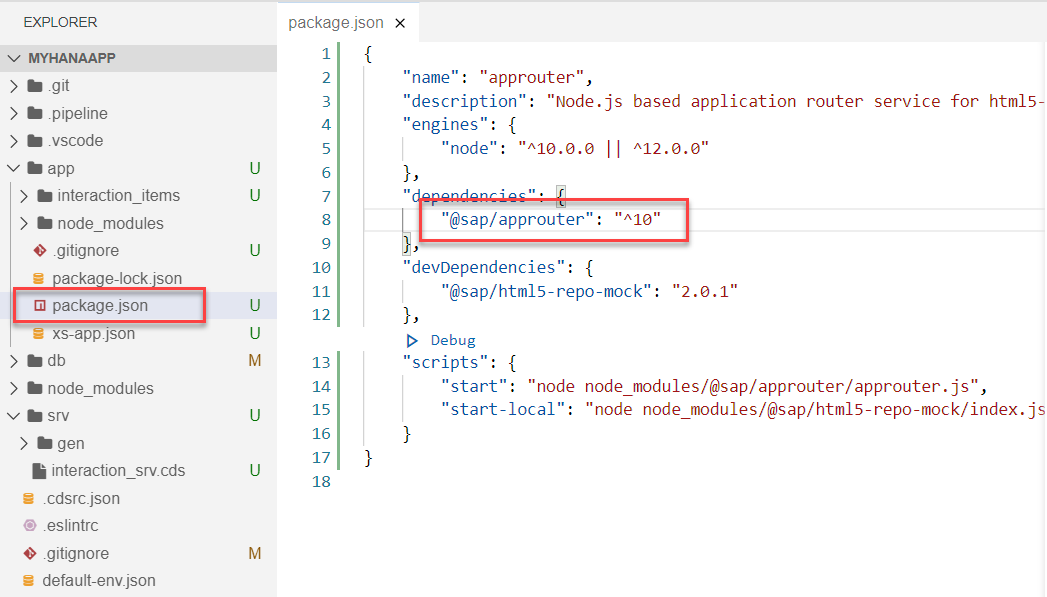 EXPLORER
MYHANAAPP
.git
.pipeline
.vscode
app U
interaction_items U
node_modules
.gitignore U
package-lock.json
package.json U
xs-app.json U
db M
node_modules
srv U
gen
interaction_srv.cds U
.cdsrc.json
.eslintrc
.gitignore M
default-env.json
package.json ×
1 {
2 "name": "approuter",
3 "description": "Node.js based application router service for html5-
4 "engines": {
5 "node": "^10.0.0 || ^12.0.0"
6 },
7 "dependencies": {
8 "@sap/approuter": "^10"
9 },
10 "devDependencies": {
11 "@sap/html5-repo-mock": "2.0.1"
12 },
Debug
13 "scripts": {
14 "start": "node node_modules/@sap/approuter/approuter.js",
15 "start-local": "node node_modules/@sap/html5-repo-mock/index.js
16 }
17 }
18